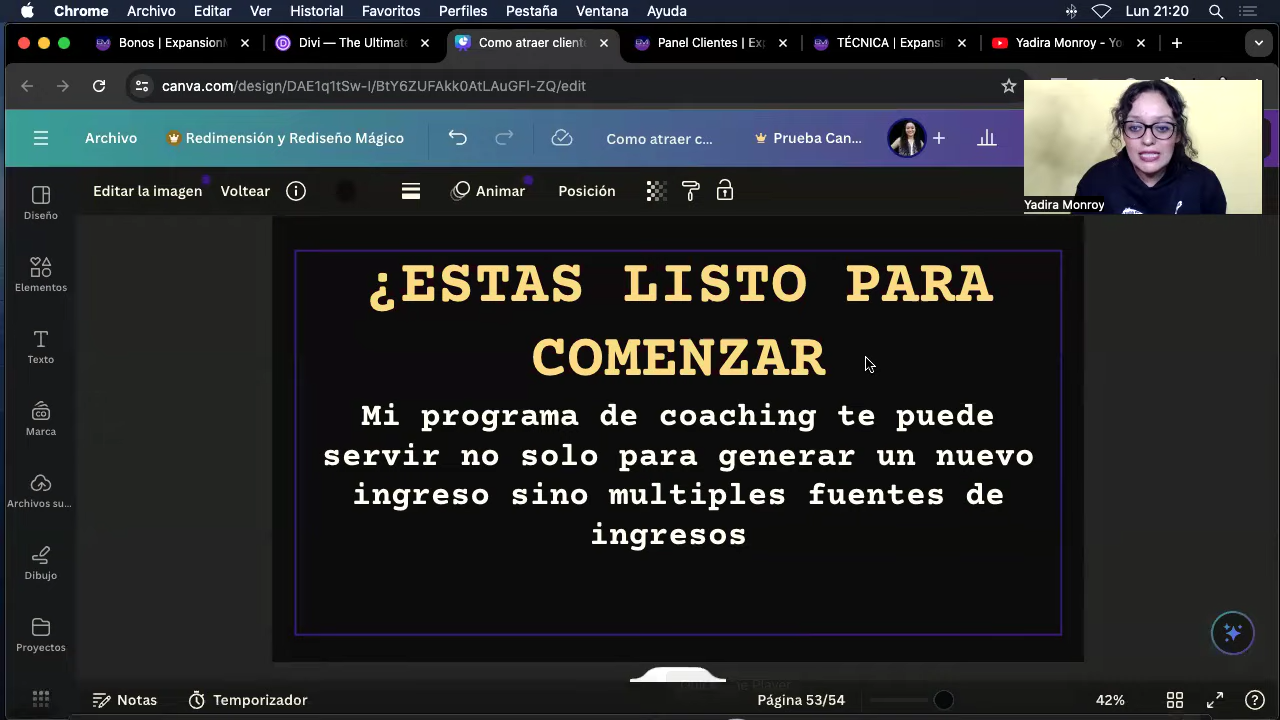 Chrome Archivo Editar Ver Historial Favoritos Perfiles Pestaña Ventana Ayuda Lun 21:20
Bonos | ExpansionM Divi — The Ultimate Como atraer cliente Panel Clientes | Exp TÉCNICA | Expansi Yadira Monroy - Yo
canva.com/design/DAE1q1tSw-I/BtY6ZUFAkk0AtLAuGFI-ZQ/edit
Archivo Redimensión y Rediseño Mágico Como atraer c... Prueba Can...
Editar la imagen Voltear Animar Posición
Yadira Monroy
Diseño
Elementos
Texto
Marca
Archivos su...
Dibujo
Proyectos
¿ESTAS LISTO PARA
COMENZAR
Mi programa de coaching te puede
servir no solo para generar un nuevo
ingreso sino multiples fuentes de
ingresos
Notas Temporizador Página 53/54 42%